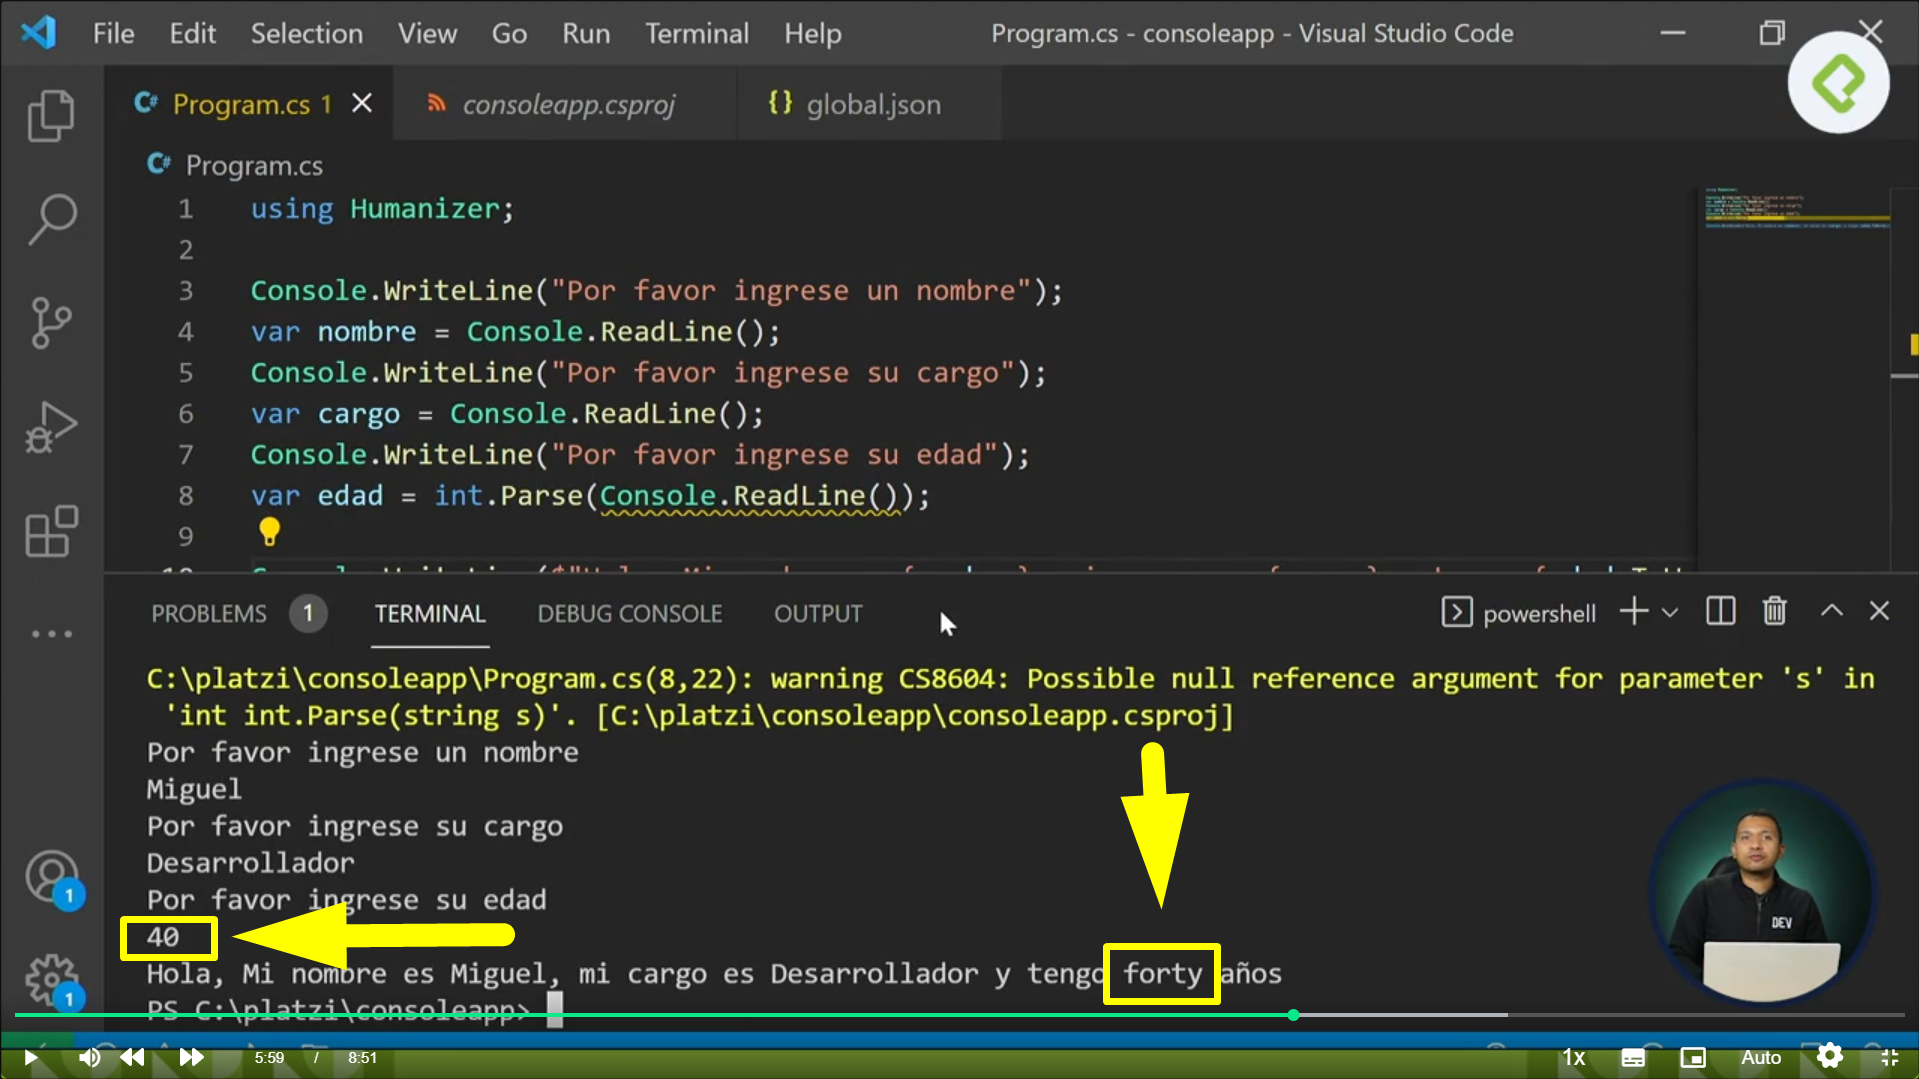 File Edit Selection View Go Run Terminal Help Program.cs - consoleapp - Visual Studio Code
Program.cs 1 consoleapp.csproj global.json
Program.cs
1 using Humanizer;
2
3 Console.WriteLine("Por favor ingrese un nombre");
4 var nombre = Console.ReadLine();
5 Console.WriteLine("Por favor ingrese su cargo");
6 var cargo = Console.ReadLine();
7 Console.WriteLine("Por favor ingrese su edad");
8 var edad = int.Parse(Console.ReadLine());
9
PROBLEMS 1 TERMINAL DEBUG CONSOLE OUTPUT powershell
C:\platzi\consoleapp\Program.cs(8,22): warning CS8604: Possible null reference argument for parameter 's' in
'int int.Parse(string s)'. [C:\platzi\consoleapp\consoleapp.csproj]
Por favor ingrese un nombre
Miguel
Por favor ingrese su cargo
Desarrollador
Por favor ingrese su edad
1
40
DEV
Hola, Mi nombre es Miguel, mi cargo es Desarrollador y tengo forty años
1
PS C:\platzi\consoleapp>
5:59 / 8:51 1x Auto